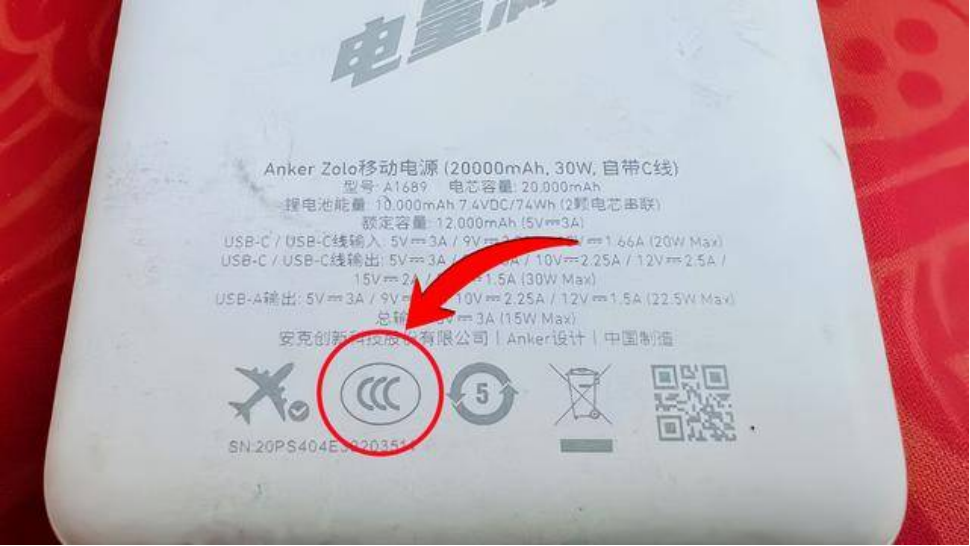 电量满
Anker Zolo移动电源 (20000mAh, 30W, 自带C线)
型号: A1689 电芯容量: 20,000mAh
锂电池能量: 10,000mAh 7.4VDC/74Wh (2颗电芯串联)
额定容量: 12,000mAh (5V⎓3A)
USB-C / USB-C线输入: 5V⎓3A / 9V⎓ 1.66A (20W Max)
USB-C / USB-C线输出: 5V⎓3A / 10V⎓2.25A / 12V⎓2.5A /
15V⎓2A / 1.5A (30W Max)
USB-A输出: 5V⎓3A / 9V 10V⎓2.25A / 12V⎓1.5A (22.5W Max)
总输 ⎓ 3A (15W Max)
安克创新科技股份有限公司 | Anker设计 | 中国制造
CCC
5
SN:20PS404E